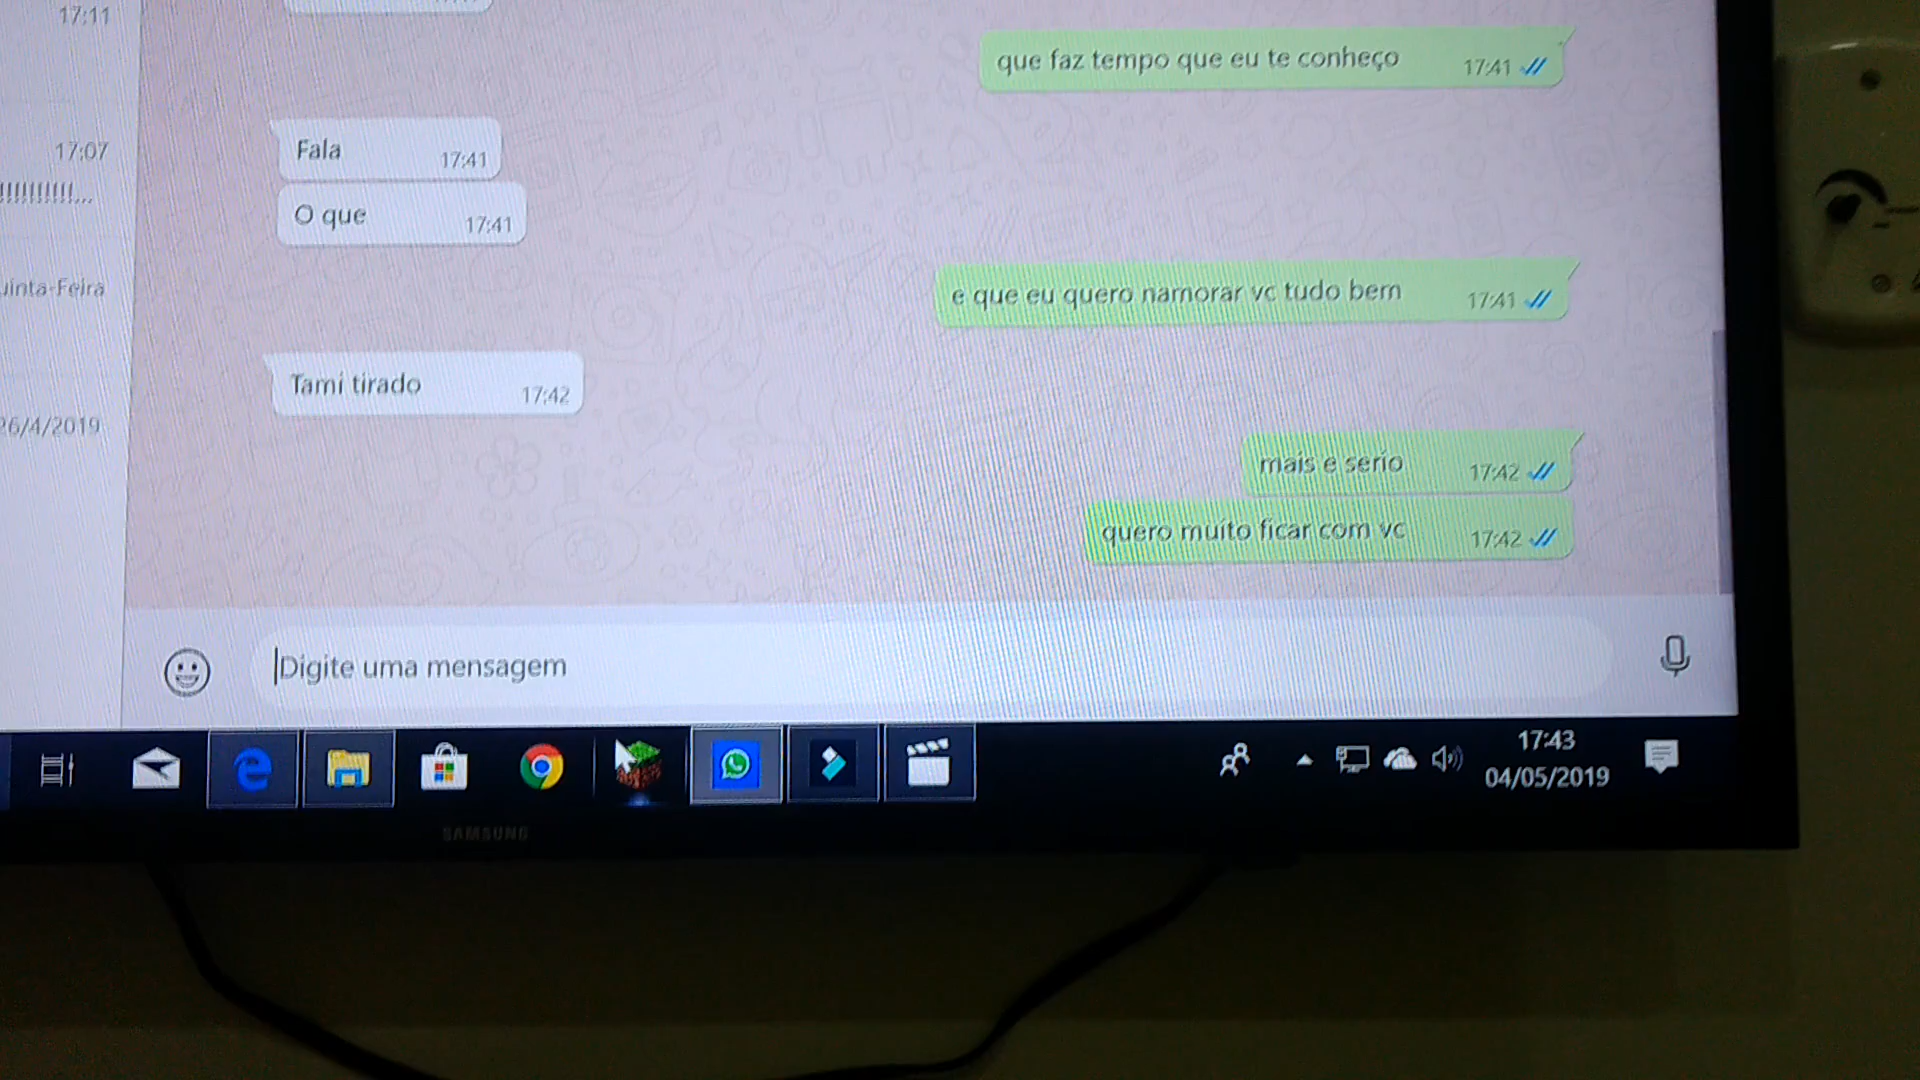 17:11
17:07
!!!!!!!!!!...
uinta-Feira
26/4/2019
que faz tempo que eu te conheço 17:41
Fala 17:41
O que 17:41
e que eu quero namorar vc tudo bem 17:41
Tami tirado 17:42
mais e serio 17:42
quero muito ficar com vc 17:42
Digite uma mensagem
17:43
04/05/2019
SAMSUNG